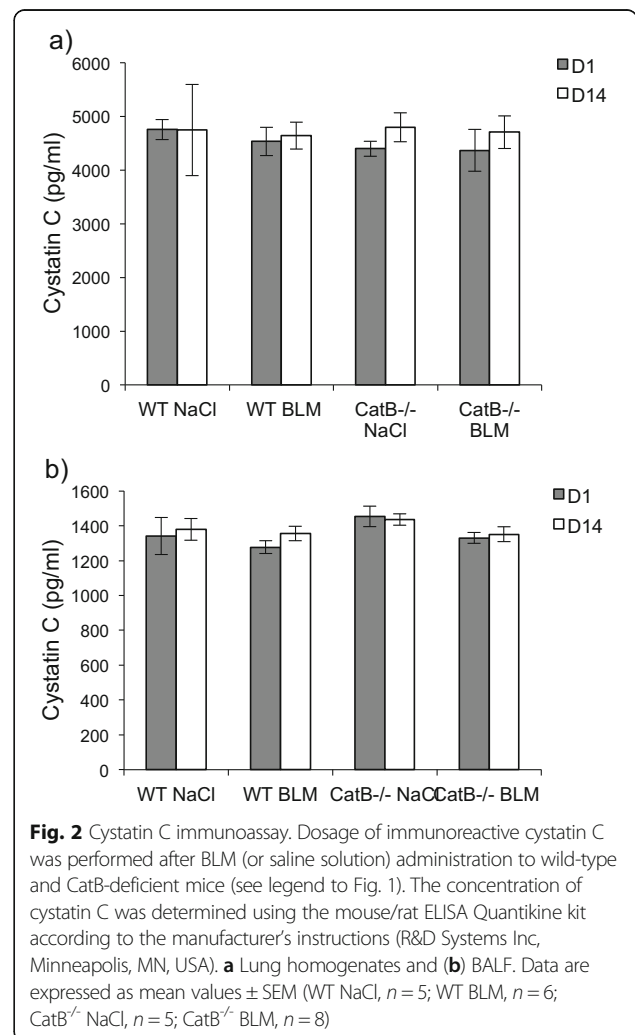 a)
6000
5000
4000
3000
2000
1000
0
Cystatin C (pg/ml)
D1
D14
WT NaCl
WT BLM
CatB-/-
NaCl
CatB-/-
BLM
b)
1600
1400
1200
1000
800
600
400
200
0
Cystatin C (pg/ml)
D1
D14
WT NaCl
WT BLM
CatB-/- NaCl
CatB-/- BLM
Fig. 2 Cystatin C immunoassay. Dosage of immunoreactive cystatin C
was performed after BLM (or saline solution) administration to wild-type
and CatB-deficient mice (see legend to Fig. 1). The concentration of
cystatin C was determined using the mouse/rat ELISA Quantikine kit
according to the manufacturer's instructions (R&D Systems Inc,
Minneapolis, MN, USA). a Lung homogenates and (b) BALF. Data are
expressed as mean values ± SEM (WT NaCl, n = 5; WT BLM, n = 6;
CatB⁻/⁻ NaCl, n = 5; CatB⁻/⁻ BLM, n = 8)